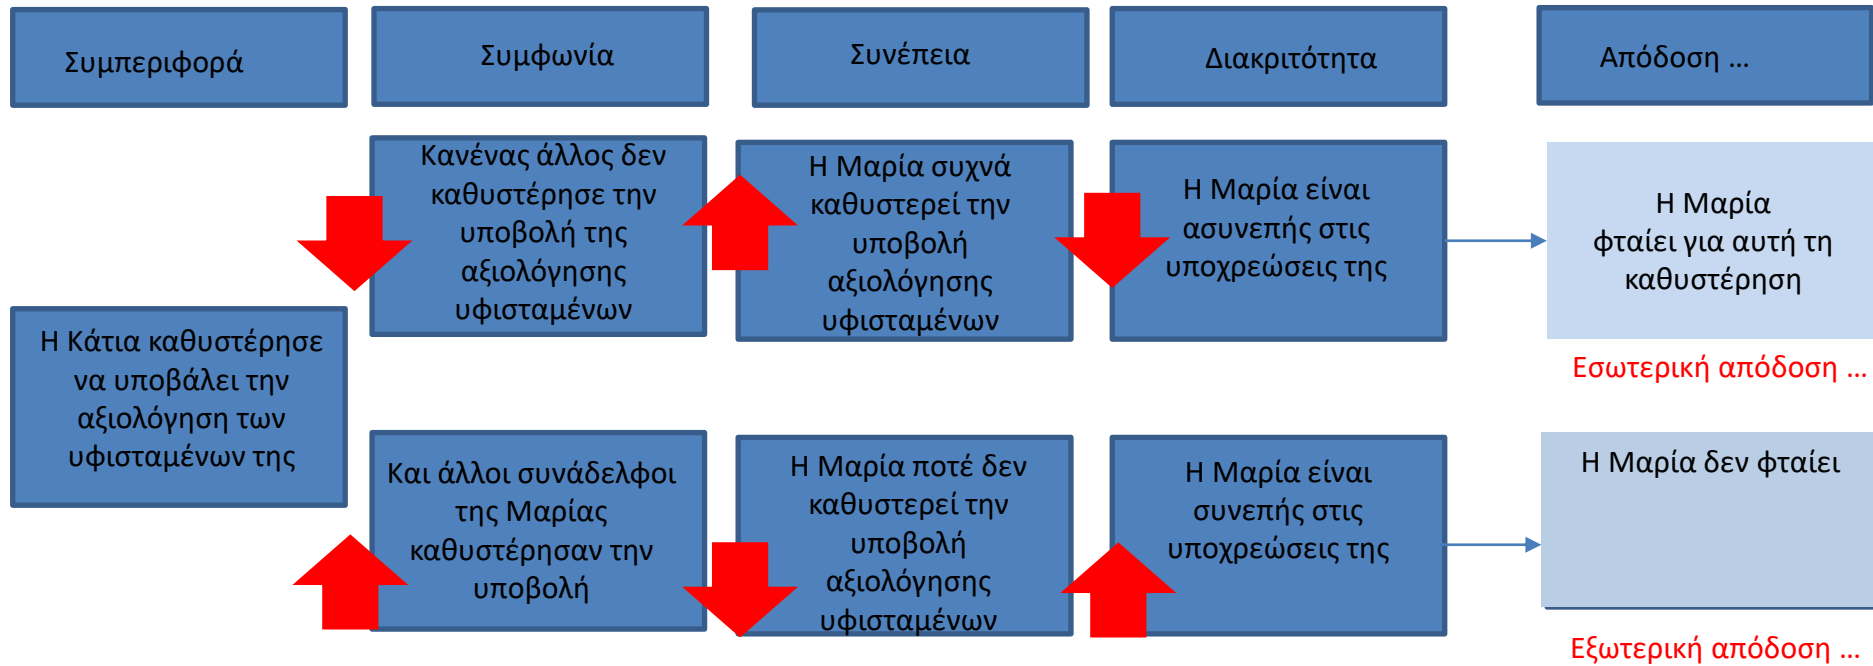 Συμπεριφορά
Συμφωνία
Συνέπεια
Διακριτότητα
Απόδοση ...
Κανένας άλλος δεν
καθυστέρησε την
υποβολή της
αξιολόγησης
υφισταμένων
Η Μαρία συχνά
καθυστερεί την
υποβολή
αξιολόγησης
υφισταμένων
Η Μαρία είναι
ασυνεπής στις
υποχρεώσεις της
Η Μαρία
φταίει για αυτή τη
καθυστέρηση
Εσωτερική απόδοση ...
Η Κάτια καθυστέρησε
να υποβάλει την
αξιολόγηση των
υφισταμένων της
Και άλλοι συνάδελφοι
της Μαρίας
καθυστέρησαν την
υποβολή
Η Μαρία ποτέ δεν
καθυστερεί την
υποβολή
αξιολόγησης
υφισταμένων
Η Μαρία είναι
συνεπής στις
υποχρεώσεις της
Η Μαρία δεν φταίει
Εξωτερική απόδοση ...